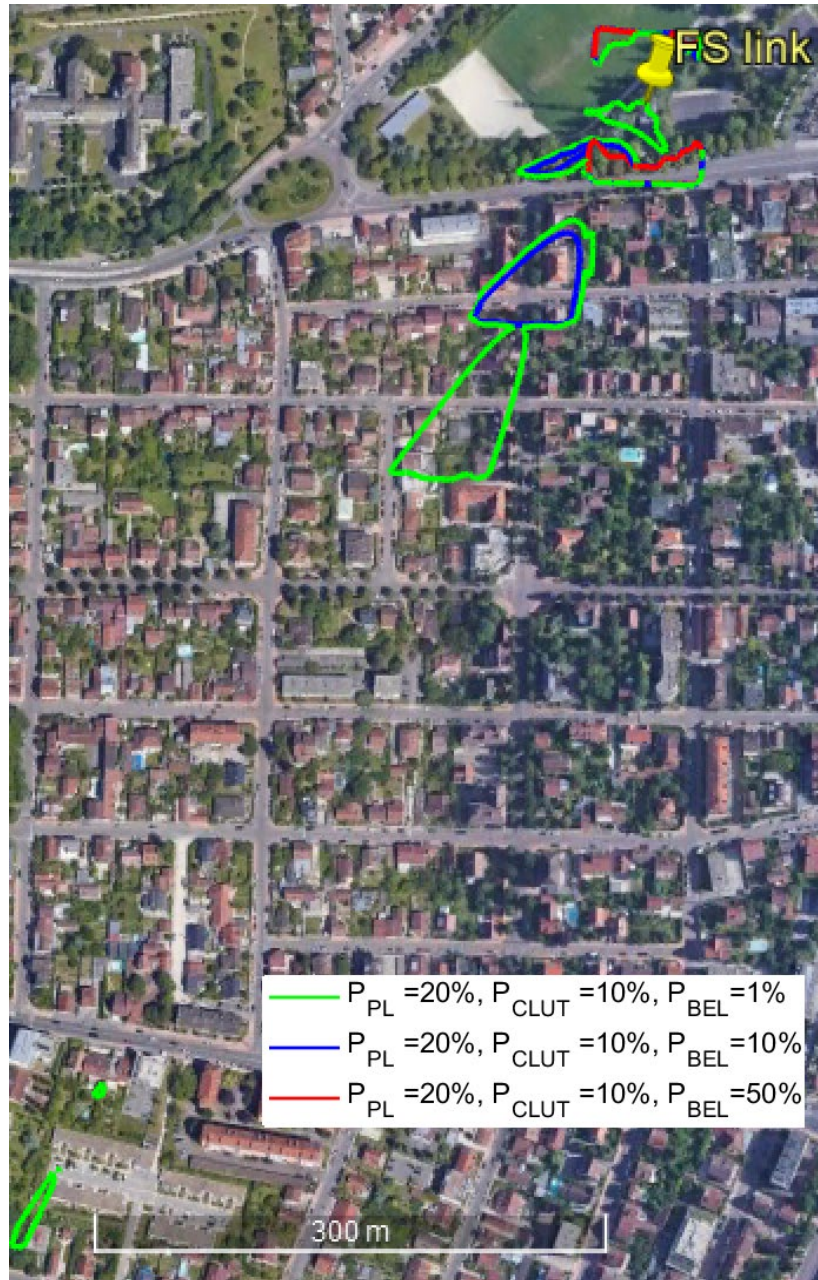 FS link
P_PL =20%, P_CLUT =10%, P_BEL=1%
P_PL =20%, P_CLUT =10%, P_BEL=10%
P_PL =20%, P_CLUT =10%, P_BEL=50%
300 m